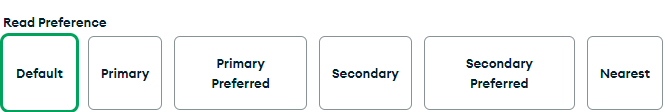 Read Preference
Default
Primary
Primary
Preferred
Secondary
Secondary
Preferred
Nearest